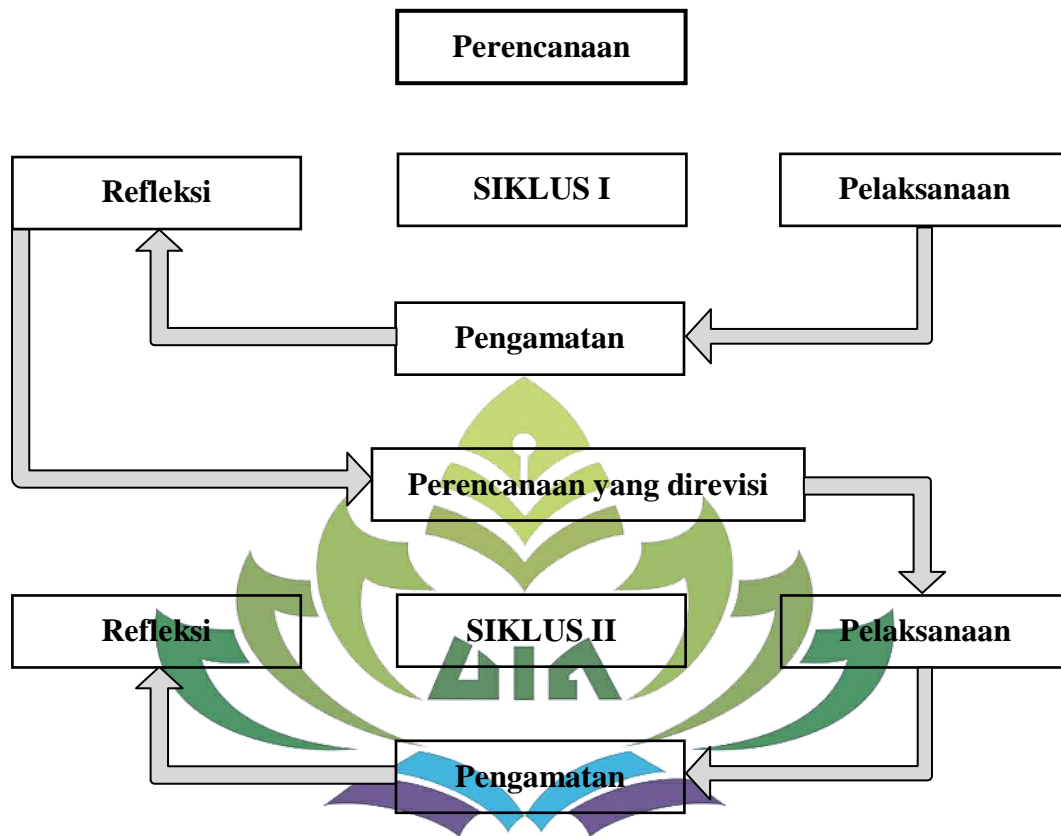 Perencanaan
Refleksi
SIKLUS I
Pelaksanaan
Pengamatan
Perencanaan yang direvisi
Refleksi
SIKLUS II
Pelaksanaan
Pengamatan